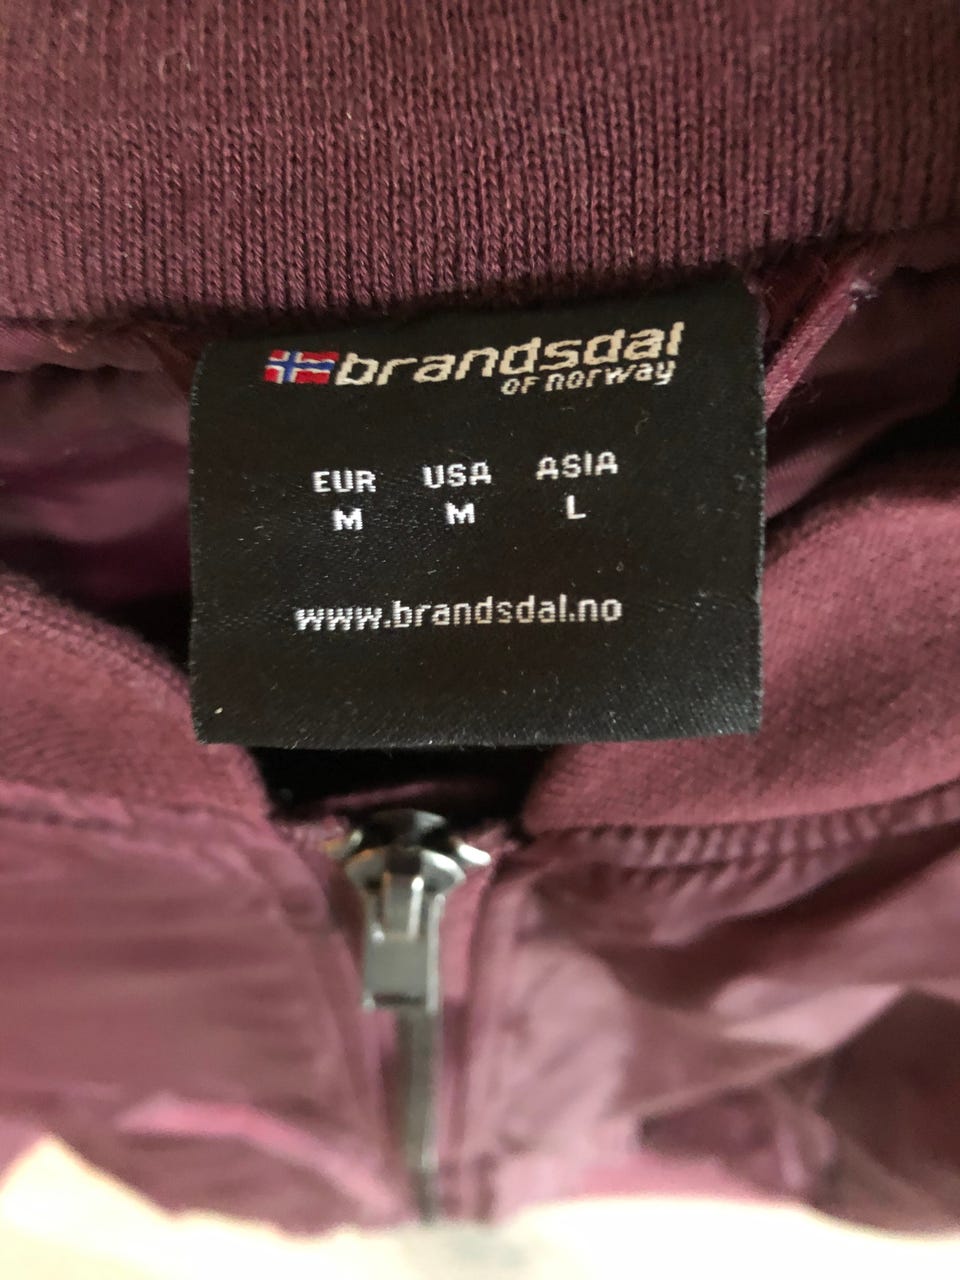 brandsdal
of norway
EUR USA ASIA
M M L
www.brandsdal.no